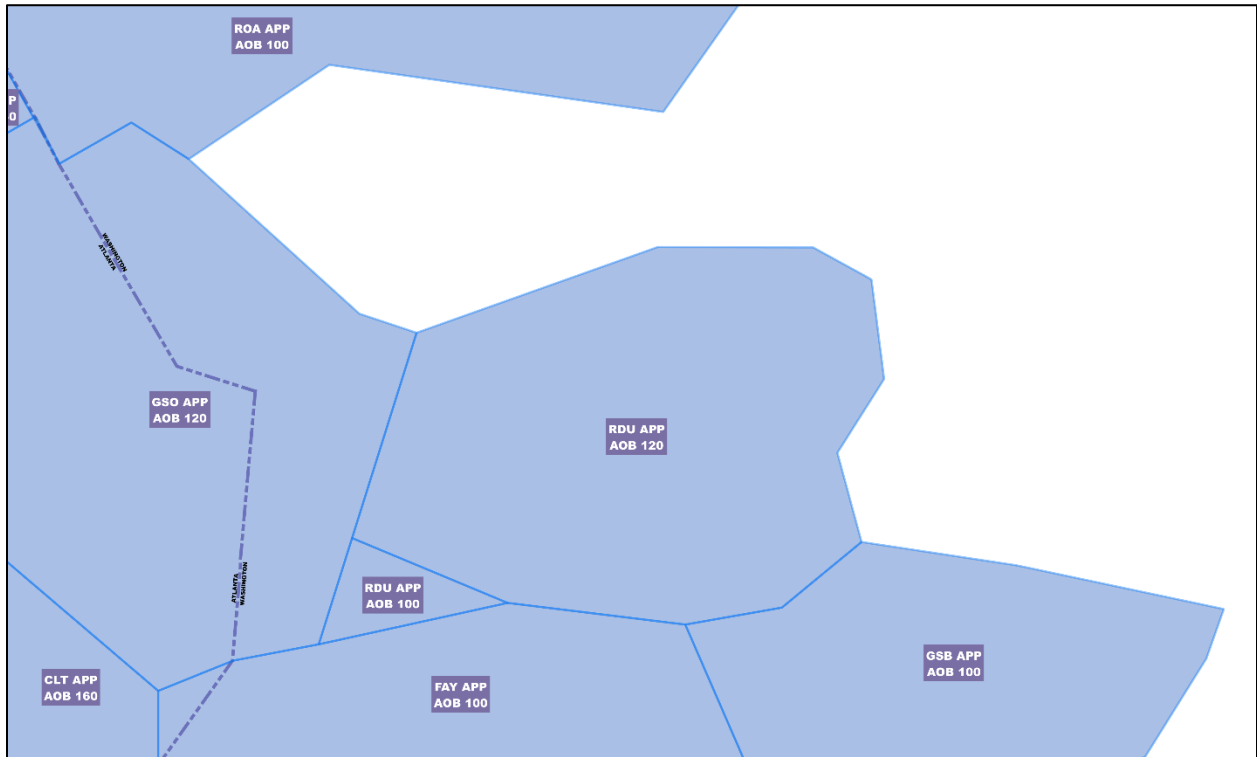 ROA APP
AOB 100
P
0
WASHINGTON
ATLANTA
GSO APP
AOB 120
RDU APP
AOB 120
ATLANTA
WASHINGTON
RDU APP
AOB 100
GSB APP
AOB 100
CLT APP
AOB 160
FAY APP
AOB 100